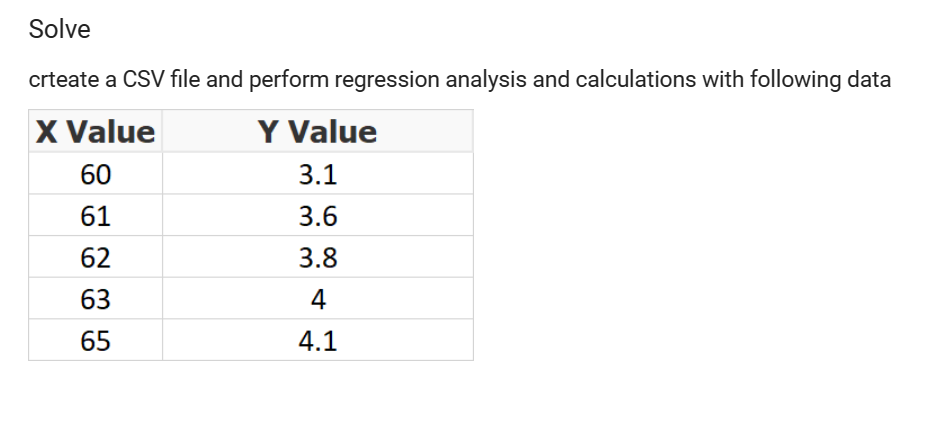 Solve
crteate a CSV file and perform regression analysis and calculations with following data
X Value Y Value
60 3.1
61 3.6
62 3.8
63 4
65 4.1